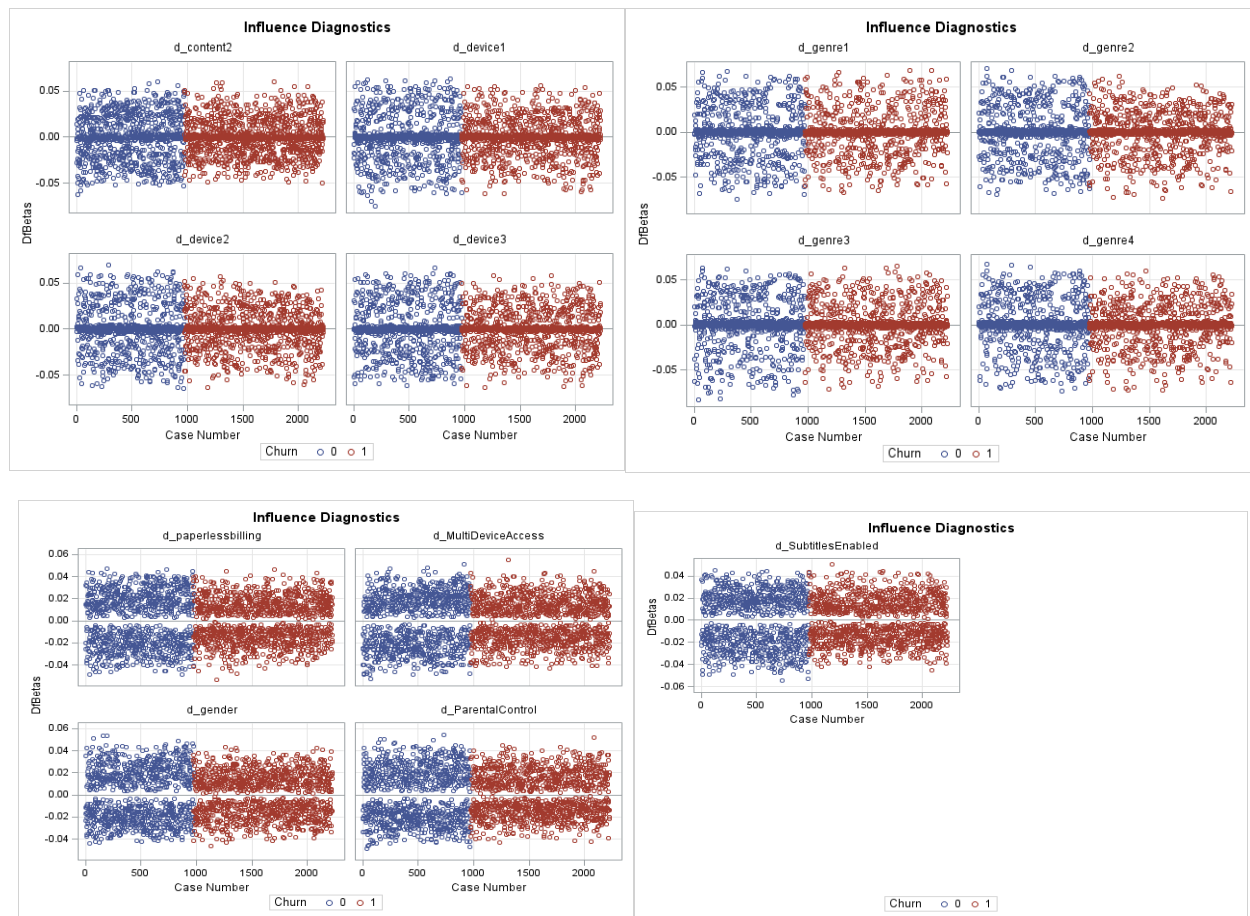 Influence Diagnostics
d_content2 d_device1
0.05
0.00
-0.05
d_device2 d_device3
0.05
0.00
-0.05
DfBetas
0 500 1000 1500 2000 0 500 1000 1500 2000
Case Number
Churn 0 1
Influence Diagnostics
d_genre1 d_genre2
0.05
0.00
-0.05
d_genre3 d_genre4
0.05
0.00
-0.05
DfBetas
0 500 1000 1500 2000 0 500 1000 1500 2000
Case Number
Churn 0 1
Influence Diagnostics
d_paperlessbilling d_MultiDeviceAccess
0.06
0.04
0.02
0.00
-0.02
-0.04
d_gender d_ParentalControl
0.06
0.04
0.02
0.00
-0.02
-0.04
DfBetas
0 500 1000 1500 2000 0 500 1000 1500 2000
Case Number
Churn 0 1
Influence Diagnostics
d_SubtitlesEnabled
0.04
0.02
0.00
-0.02
-0.04
-0.06
DfBetas
0 500 1000 1500 2000
Case Number
Churn 0 1